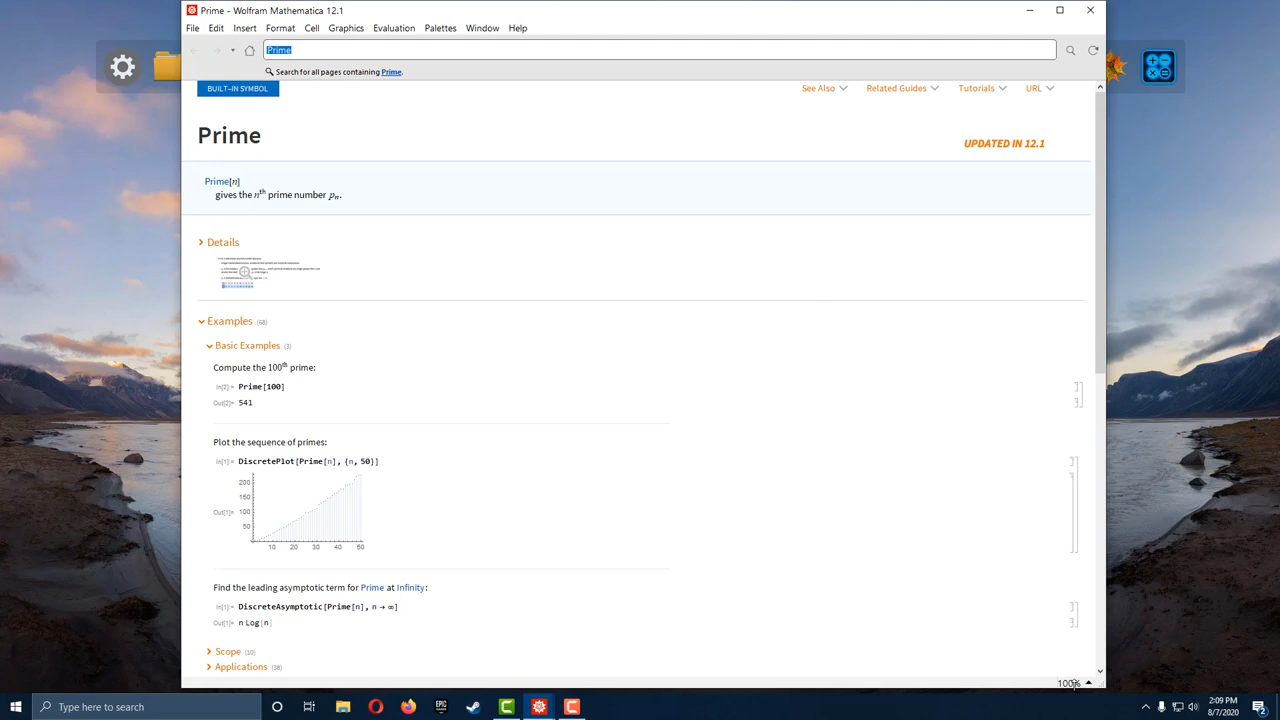 Prime - Wolfram Mathematica 12.1
File Edit Insert Format Cell Graphics Evaluation Palettes Window Help
Prime
Search for all pages containing Prime.
BUILT-IN SYMBOL
See Also Related Guides Tutorials URL
Prime
UPDATED IN 12.1
Prime[n]
gives the nth prime number pn.
Details
Examples (68)
Basic Examples (3)
Compute the 100th prime:
In[2]:= Prime[100]
Out[2]= 541
Plot the sequence of primes:
In[1]:= DiscretePlot[Prime[n], {n, 50}]
200
150
Out[1]= 100
50
10 20 30 40 50
Find the leading asymptotic term for Prime at Infinity:
In[1]:= DiscreteAsymptotic[Prime[n], n → ∞]
Out[1]= n Log[n]
Scope (10)
Applications (38)
100%
Type here to search
EPIC GAMES
2:09 PM
8/7/2020
2